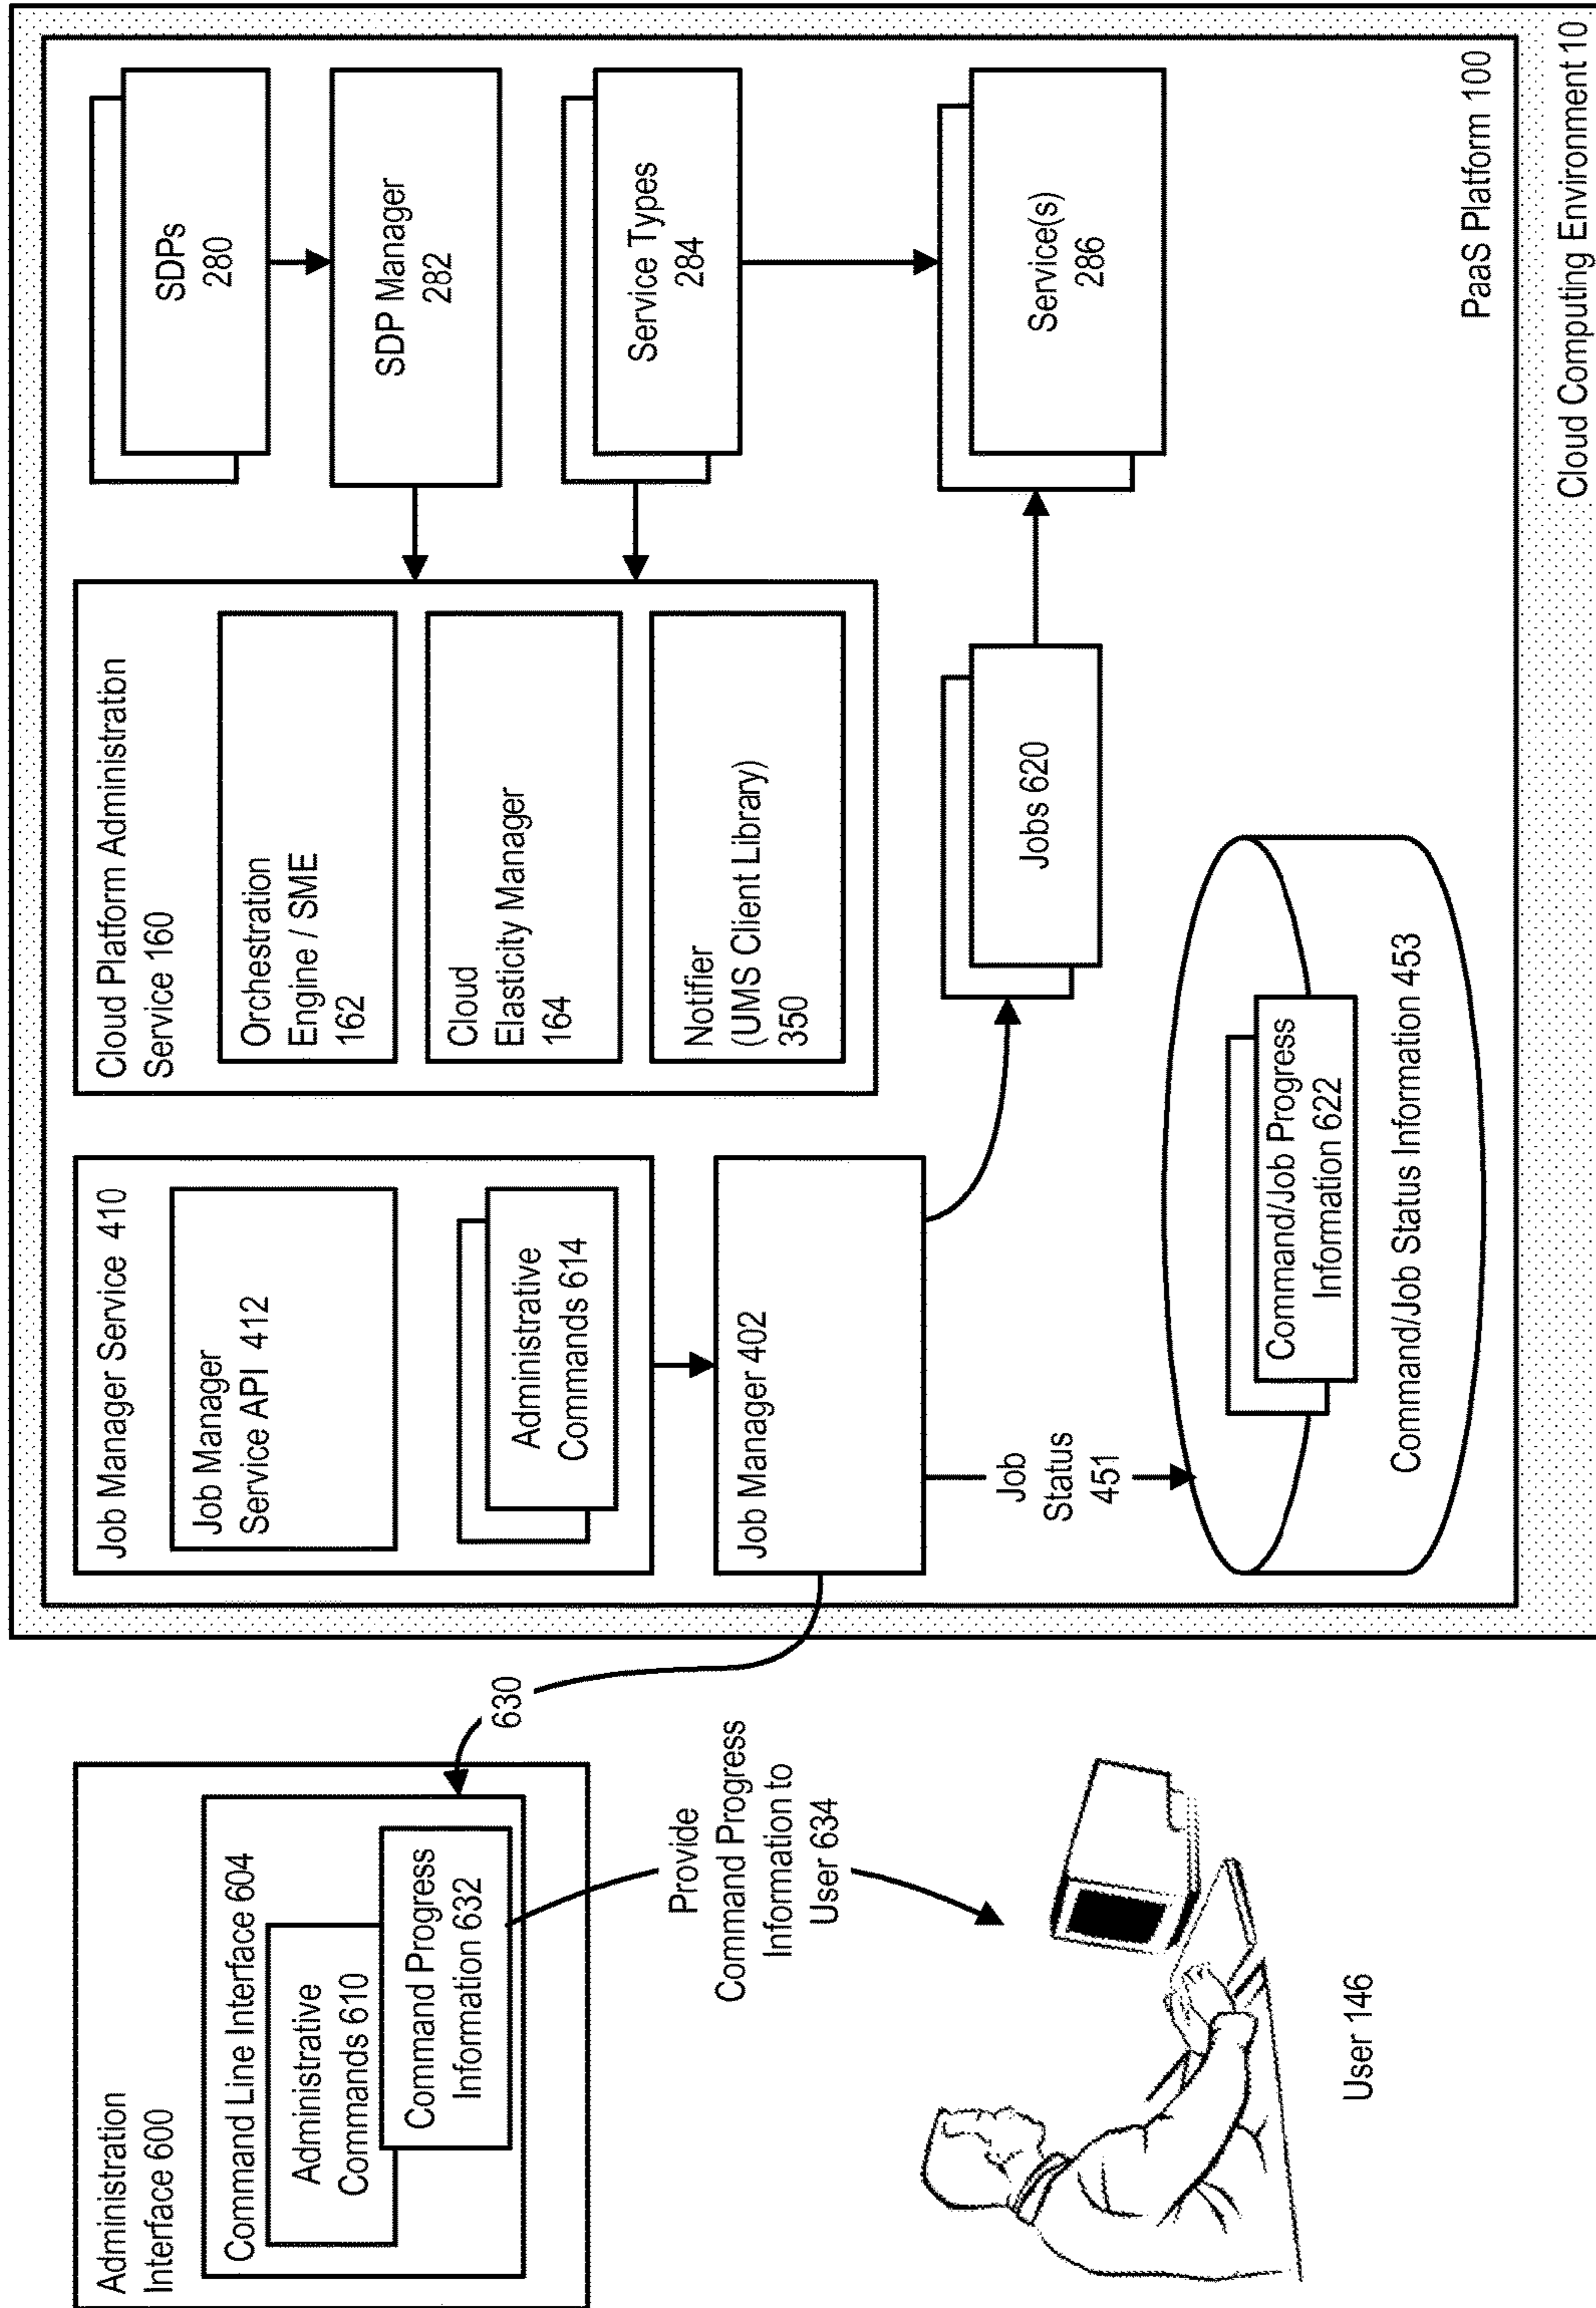 Administration
Interface 600
Command Line Interface 604
Administrative
Commands 610
Command Progress
Information 632
630
Provide
Command Progress
Information to
User 634
User 146
Job Manager Service 410
Job Manager
Service API 412
Administrative
Commands 614
Job Manager 402
Job
Status
451
Command/Job Progress
Information 622
Command/Job Status Information 453
Cloud Platform Administration
Service 160
Orchestration
Engine / SME
162
Cloud
Elasticity Manager
164
Notifier
(UMS Client Library)
350
Jobs 620
SDPs
280
SDP Manager
282
Service Types
284
Service(s)
286
PaaS Platform 100
Cloud Computing Environment 10